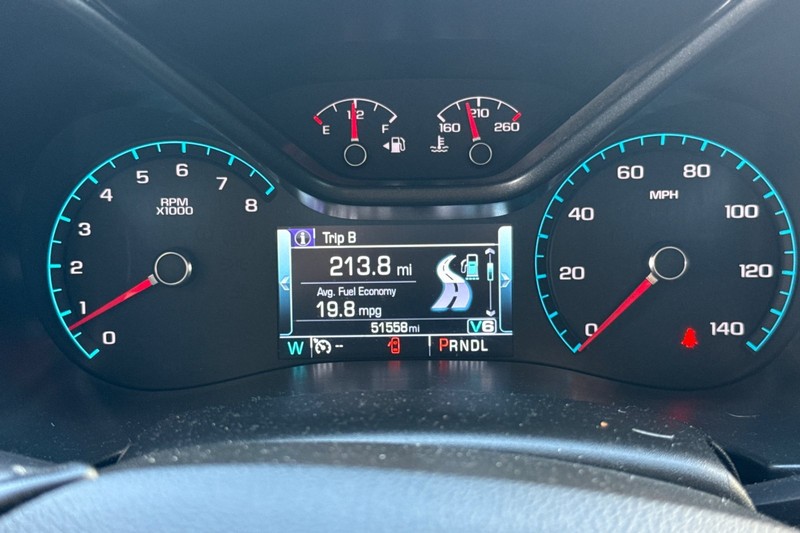 E 1/2 F
160 210 260
0 1 2 3 4 5 6 7 8
RPM
X1000
Trip B
213.8 mi
Avg. Fuel Economy
19.8 mpg
51558 mi V6
W -- PRNDL
0 20 40 60 80 100 120 140
MPH